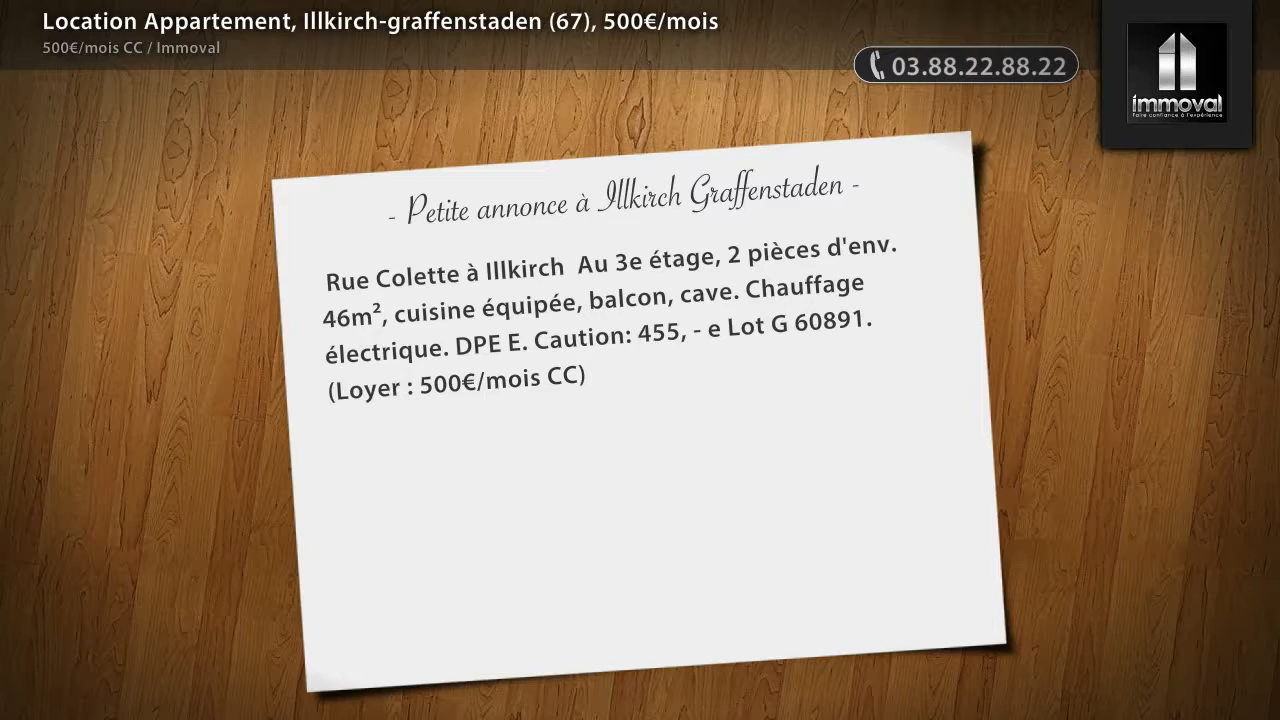 Location Appartement, Illkirch-graffenstaden (67), 500€/mois
500€/mois CC / Immoval
03.88.22.88.22
immoval
Faire confiance à l'expérience
- Petite annonce à Illkirch Graffenstaden -
Rue Colette à Illkirch  Au 3e étage, 2 pièces d'env.
46m², cuisine équipée, balcon, cave. Chauffage
électrique. DPE E. Caution: 455, - e Lot G 60891.
(Loyer : 500€/mois CC)